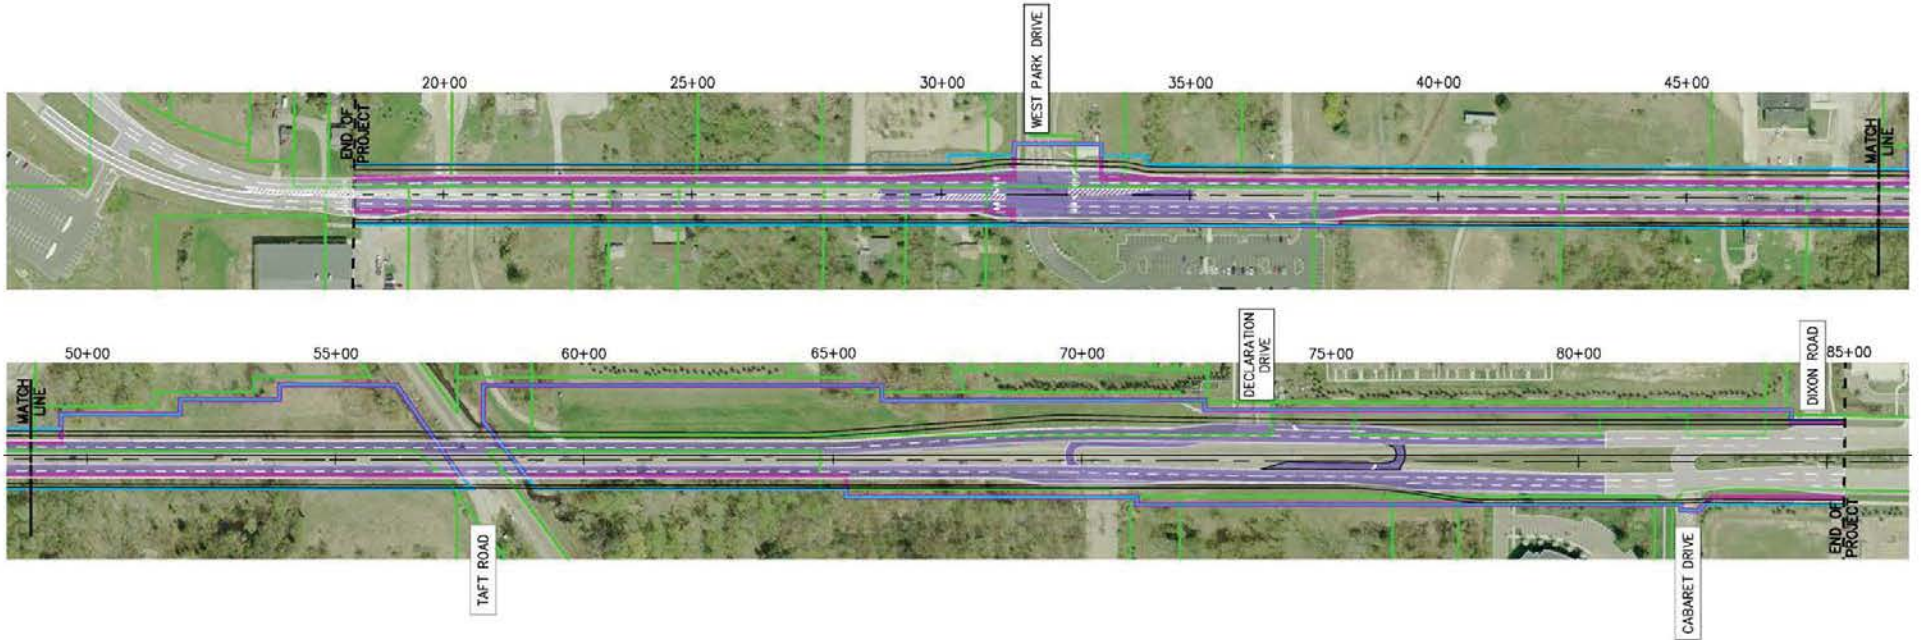 WEST PARK DRIVE
20+00 25+00 30+00 35+00 40+00 45+00
END OF
PROJECT
MATCH
LINE
DECLARATION
DRIVE
DIXON ROAD
50+00 55+00 60+00 65+00 70+00 75+00 80+00 85+00
MATCH
LINE
END OF
PROJECT
TAFT ROAD
CABARET DRIVE